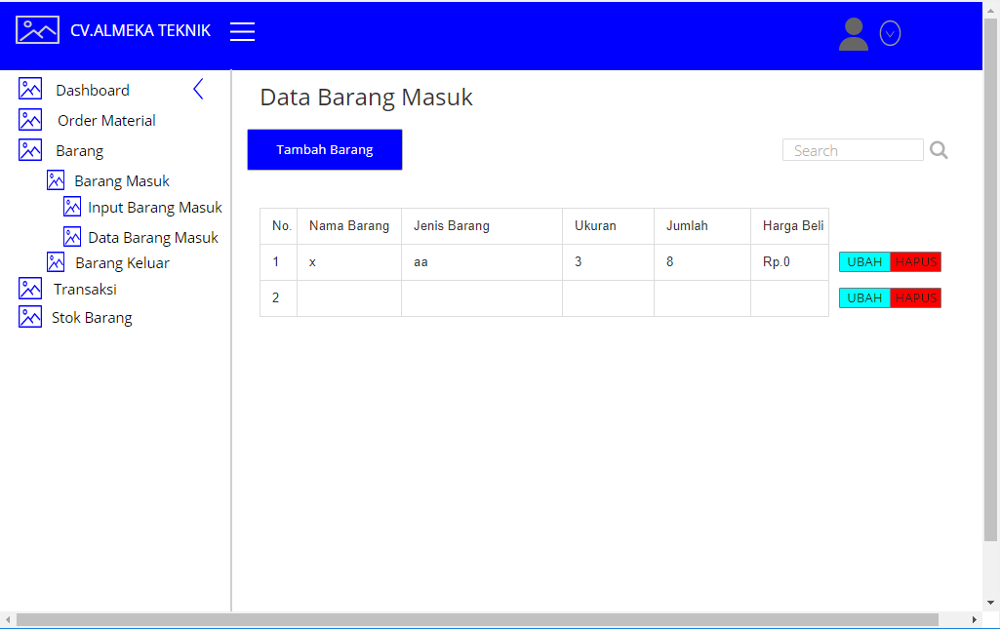 CV.ALMEKA TEKNIK
Dashboard
Order Material
Barang
Barang Masuk
Input Barang Masuk
Data Barang Masuk
Barang Keluar
Transaksi
Stok Barang
Data Barang Masuk
Tambah Barang
Search
No. Nama Barang Jenis Barang Ukuran Jumlah Harga Beli
1 x aa 3 8 Rp.0 UBAH HAPUS
2 UBAH HAPUS